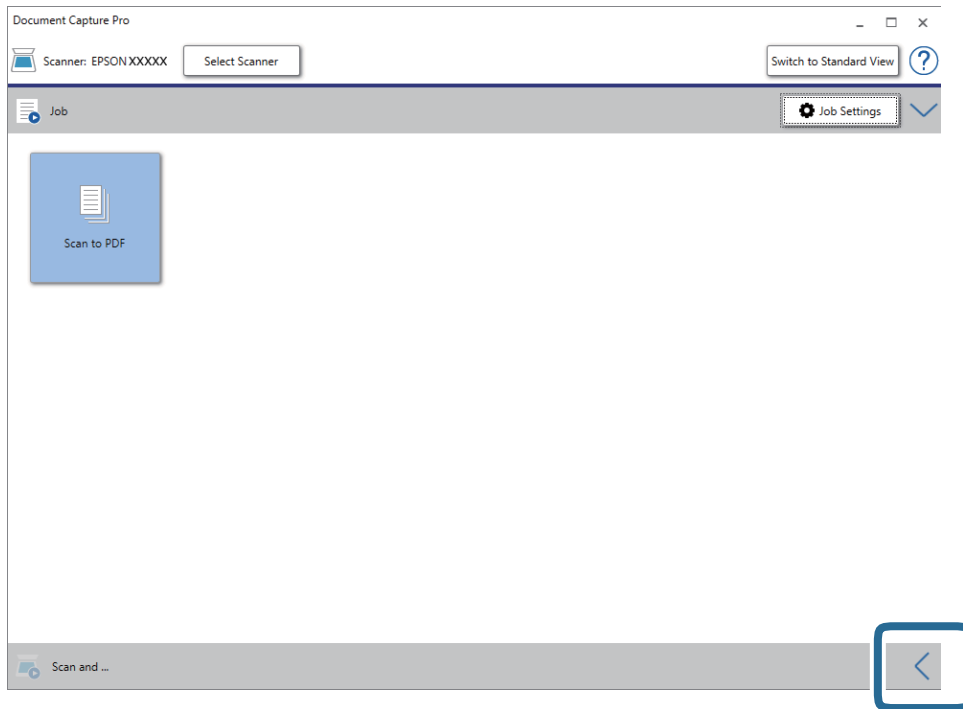 Document Capture Pro
Scanner: EPSON XXXXX
Select Scanner
Switch to Standard View
?
Job
Job Settings
Scan to PDF
Scan and ...